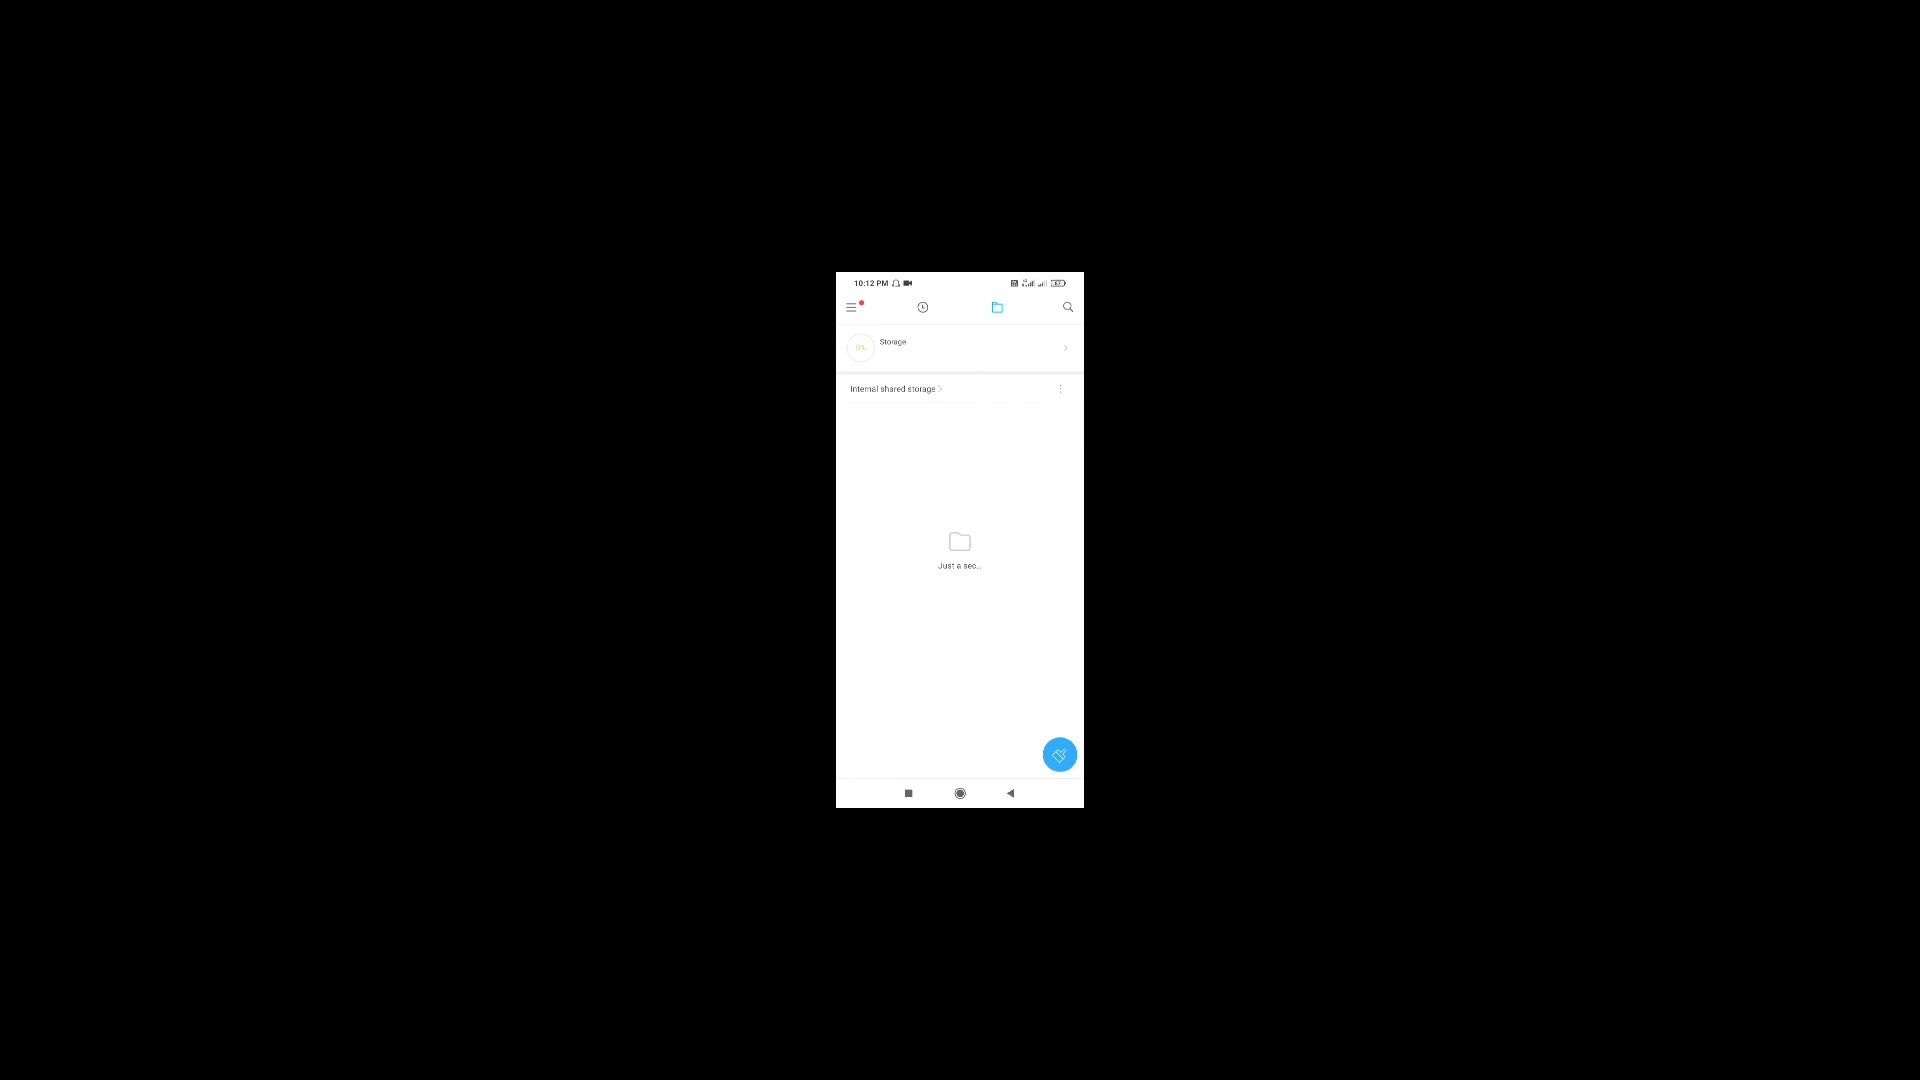 10:12 PM
0%
Storage
Internal shared storage
Just a sec...